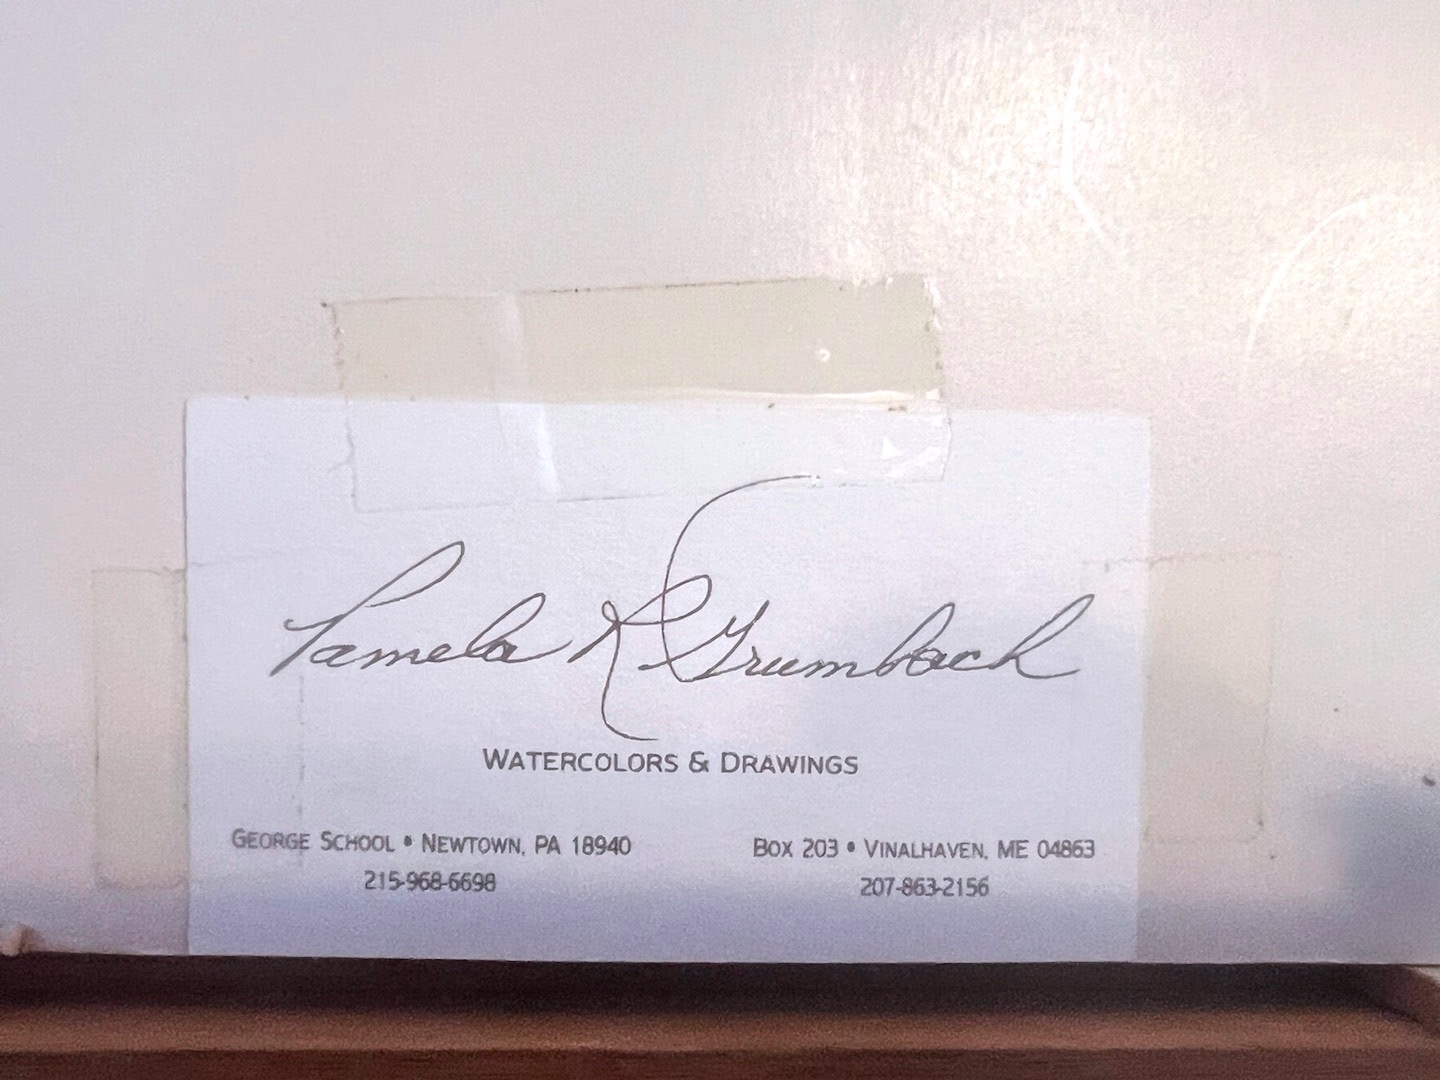 Pamela R Grumbach
WATERCOLORS & DRAWINGS
GEORGE SCHOOL • NEWTOWN, PA 18940
215-968-6698
BOX 203 • VINALHAVEN, ME 04863
207-863-2156